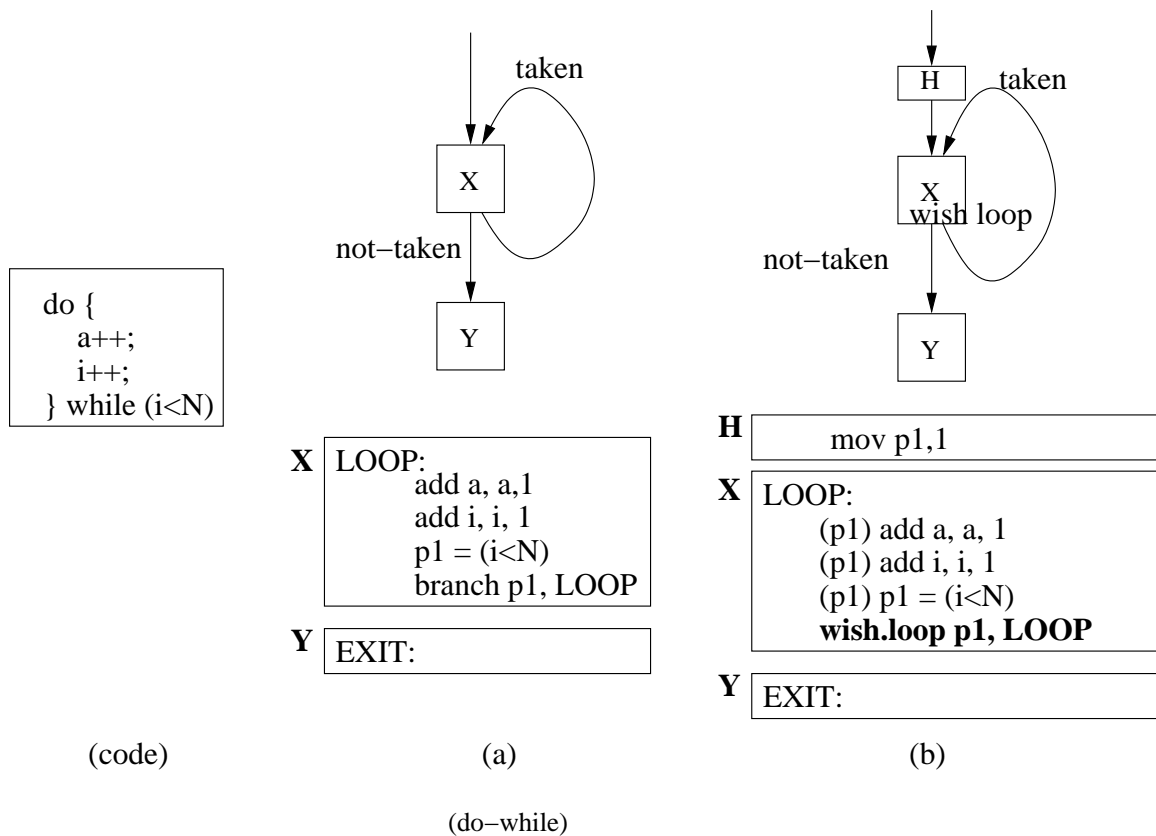 do {
a++;
i++;
} while (i<N)
(code)
taken
X
not−taken
Y
X
LOOP:
add a, a,1
add i, i, 1
p1 = (i<N)
branch p1, LOOP
Y
EXIT:
(a)
H
taken
X
wish loop
not−taken
Y
H
mov p1,1
X
LOOP:
(p1) add a, a, 1
(p1) add i, i, 1
(p1) p1 = (i<N)
wish.loop p1, LOOP
Y
EXIT:
(b)
(do−while)